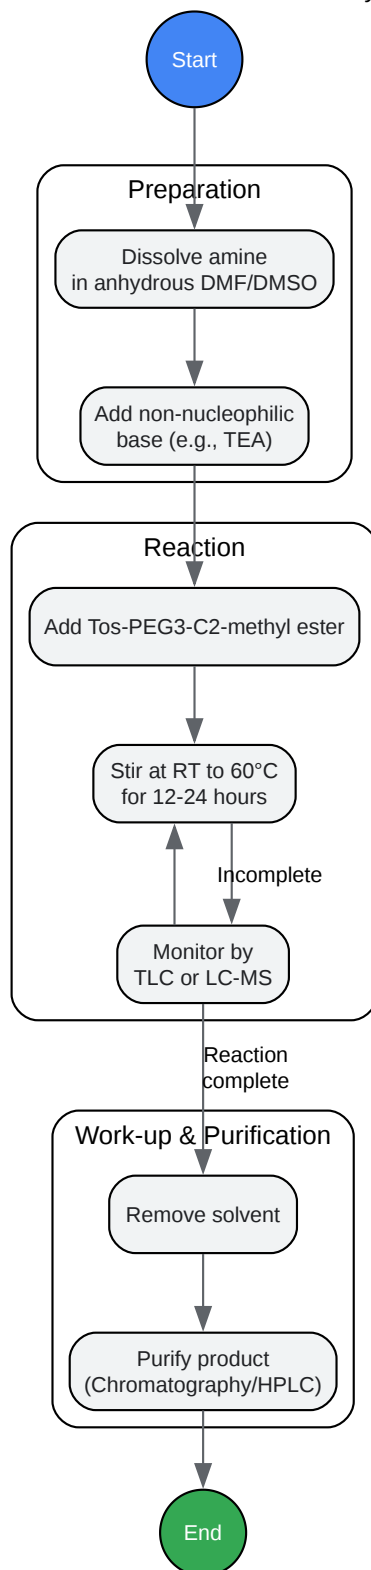 Start
Preparation
Dissolve amine
in anhydrous DMF/DMSO
Add non-nucleophilic
base (e.g., TEA)
Reaction
Add Tos-PEG3-C2-methyl ester
Stir at RT to 60°C
for 12-24 hours
Incomplete
Monitor by
TLC or LC-MS
Reaction
complete
Work-up & Purification
Remove solvent
Purify product
(Chromatography/HPLC)
End